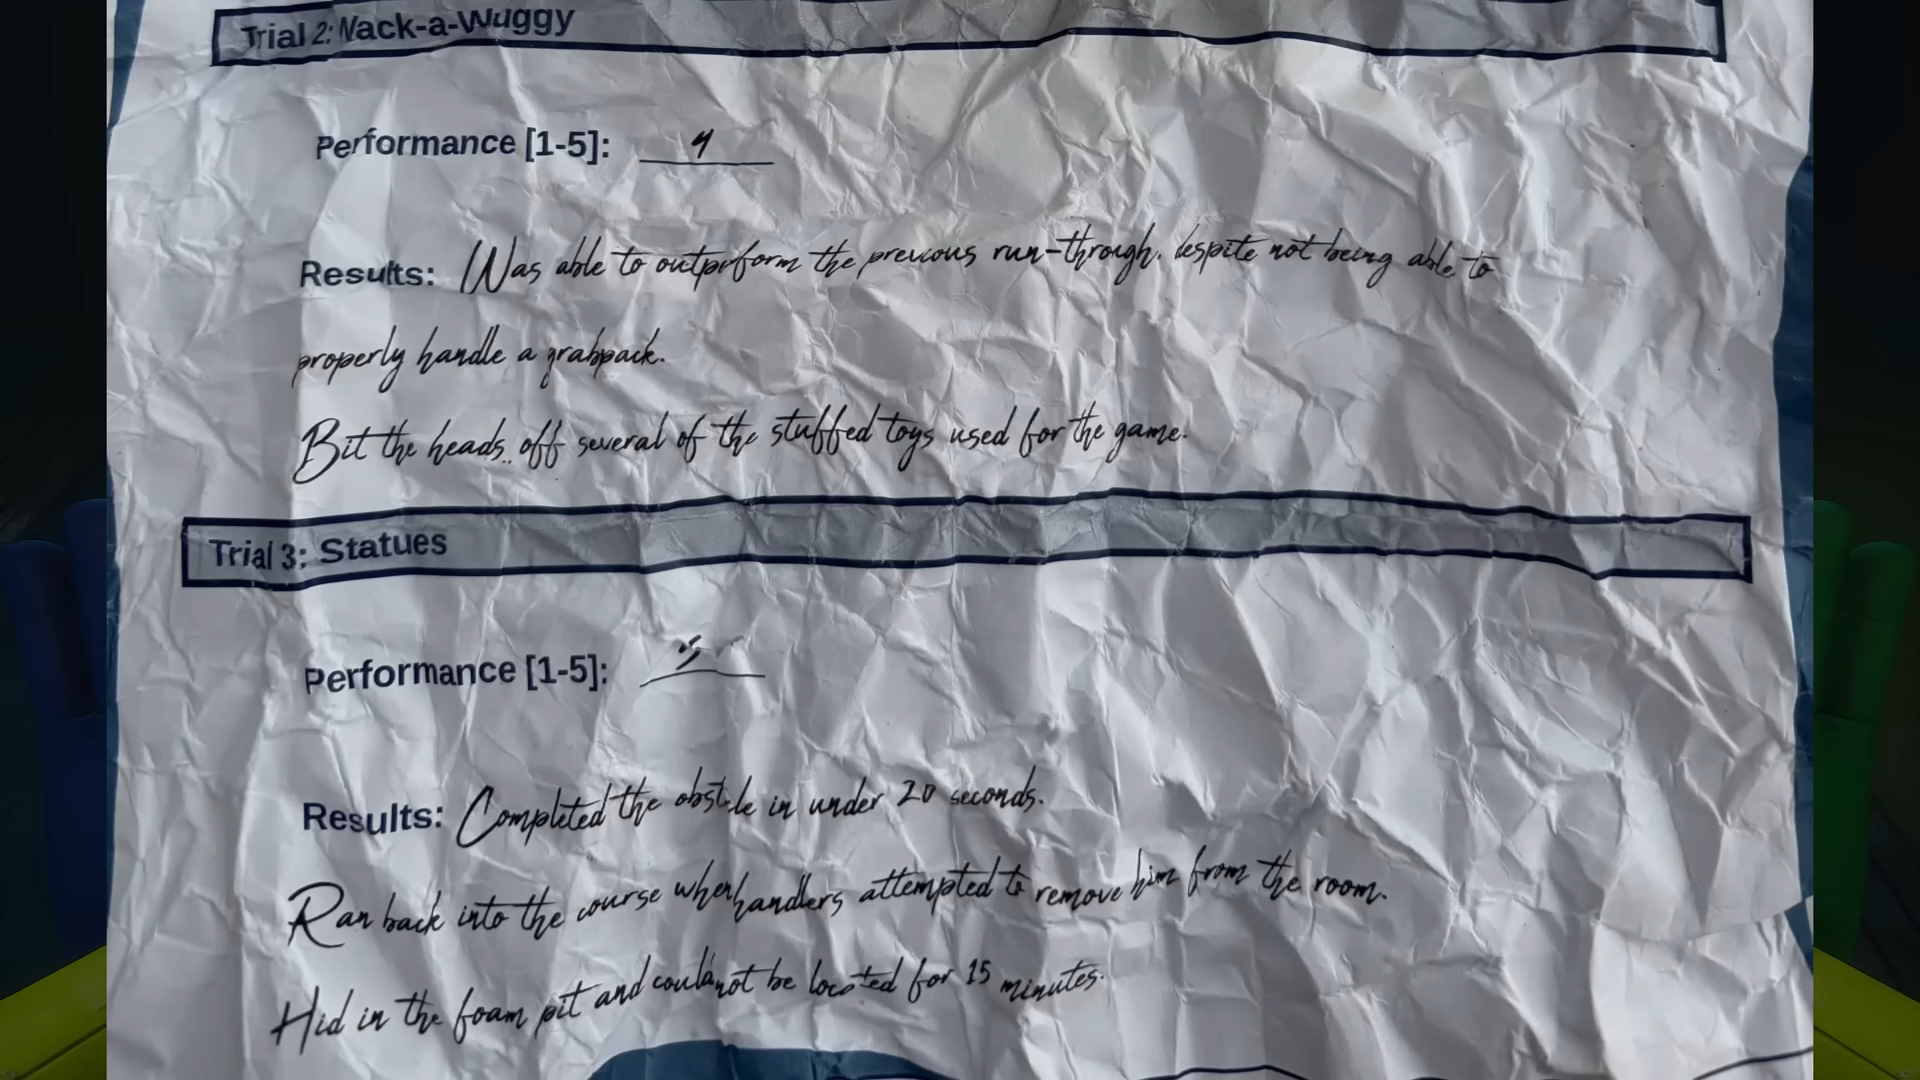 Trial 2: Wack-a-Wuggy
Performance [1-5]: 4
Results: Was able to outperform the previous run-through, despite not being able to
properly handle a grabpack.
Bit the heads off several of the stuffed toys used for the game.
Trial 3: Statues
Performance [1-5]: 5
Results: Completed the obstcle in under 20 seconds.
Ran back into the course when handlers attempted to remove him from the room.
Hid in the foam pit and could not be located for 15 minutes.